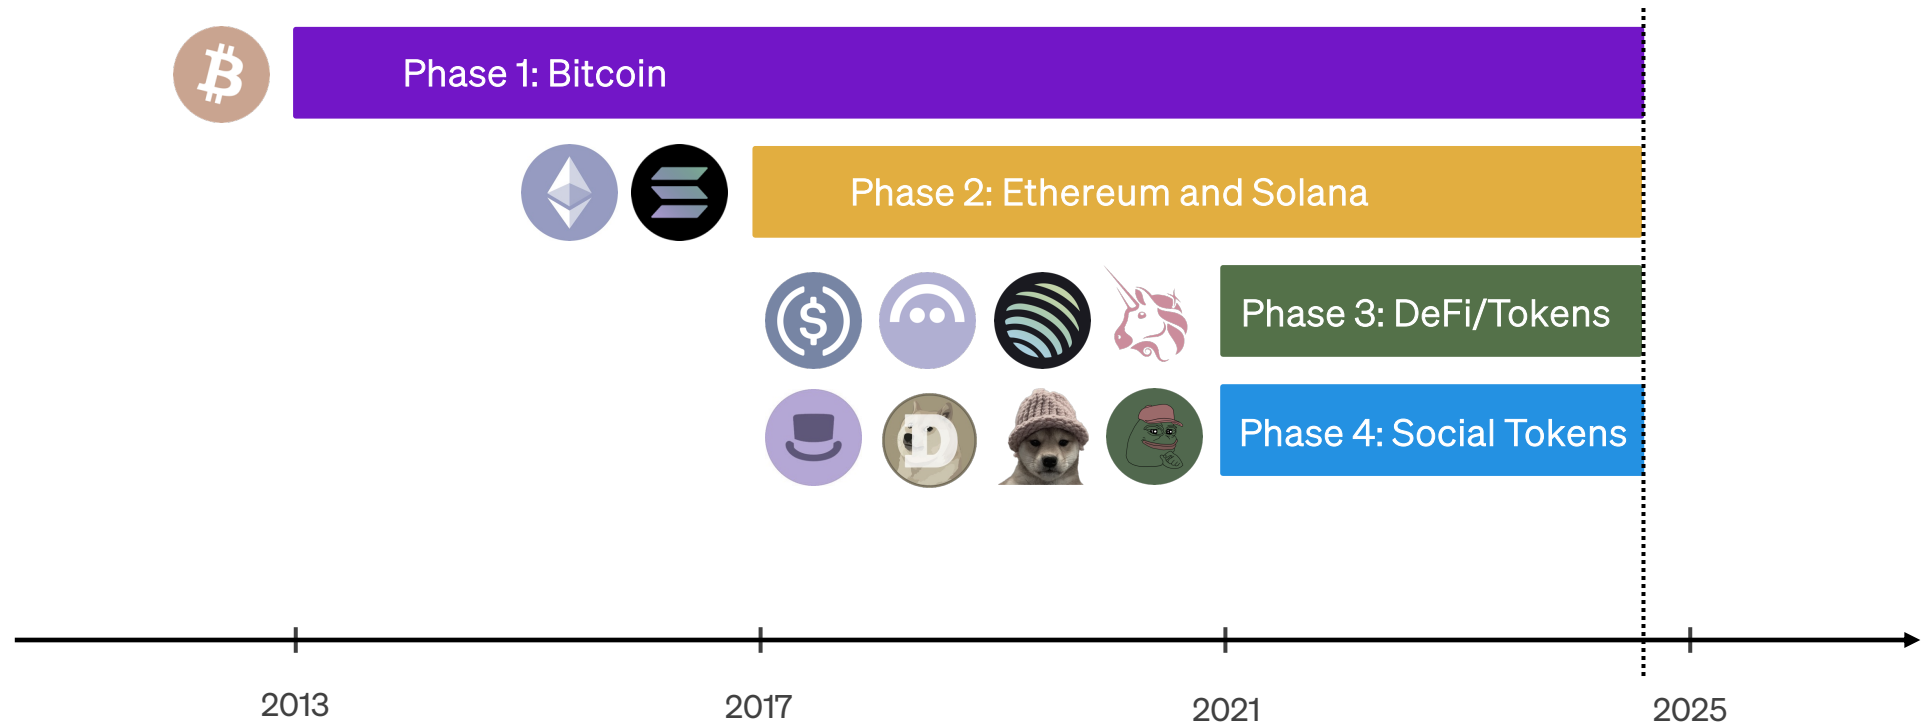 Phase 1: Bitcoin
Phase 2: Ethereum and Solana
Phase 3: DeFi/Tokens
Phase 4: Social Tokens
2013
2017
2021
2025